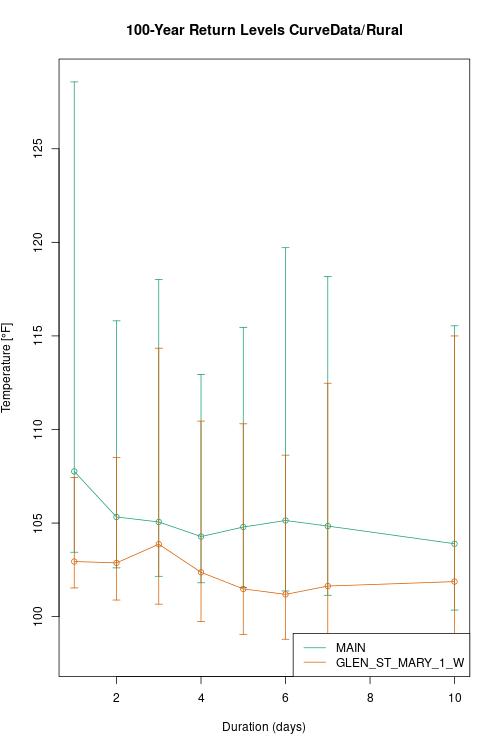 100-Year Return Levels CurveData/Rural
Temperature [°F]
125
120
115
110
105
100
2
4
6
8
10
MAIN
GLEN_ST_MARY_1_W
Duration (days)